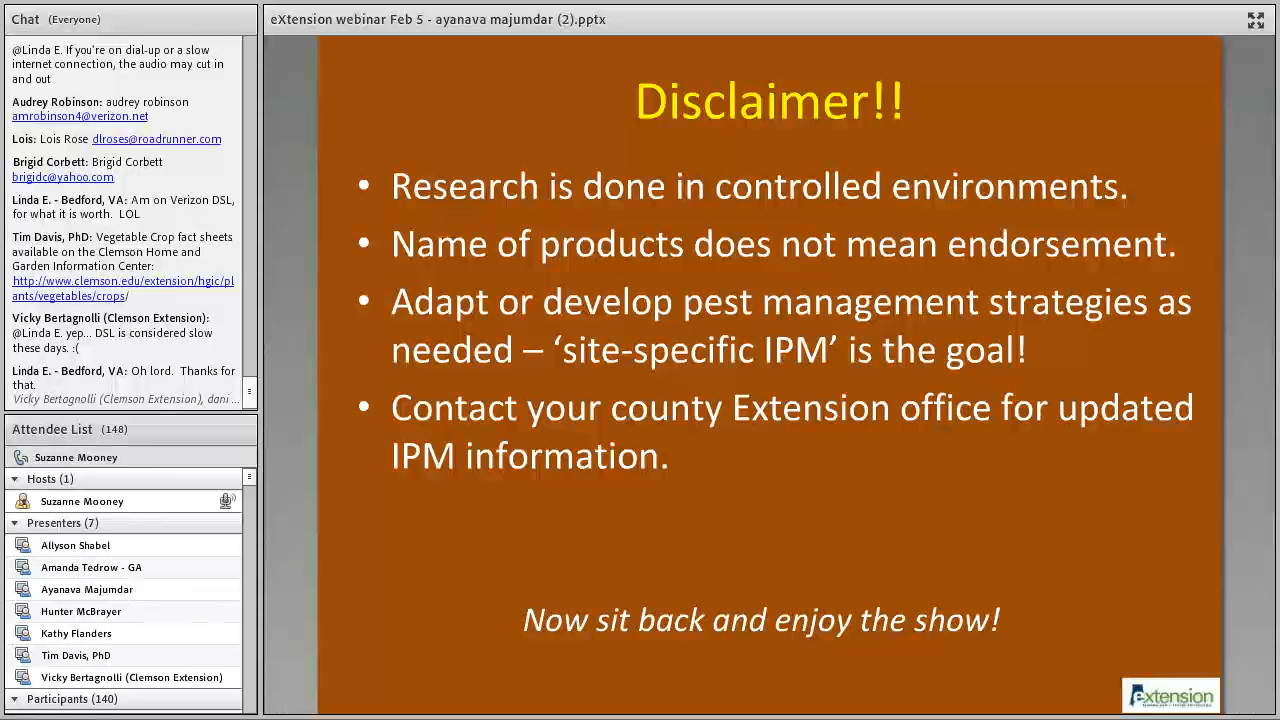 Chat (Everyone)
@Linda E. If you're on dial-up or a slow
internet connection, the audio may cut in
and out
Audrey Robinson: audrey robinson
amrobinson4@verizon.net
Lois: Lois Rose dlroses@roadrunner.com
Brigid Corbett: Brigid Corbett
brigidc@yahoo.com
Linda E. - Bedford, VA: Am on Verizon DSL,
for what it is worth. LOL
Tim Davis, PhD: Vegetable Crop fact sheets
available on the Clemson Home and
Garden Information Center:
http://www.clemson.edu/extension/hgic/pl
ants/vegetables/crops/
Vicky Bertagnolli (Clemson Extension):
@Linda E. yep... DSL is considered slow
these days. :(
Linda E. - Bedford, VA: Oh lord. Thanks for
that.
Vicky Bertagnolli (Clemson Extension), dani ...
Attendee List (148)
Suzanne Mooney
Hosts (1)
Suzanne Mooney
Presenters (7)
Allyson Shabel
Amanda Tedrow - GA
Ayanava Majumdar
Hunter McBrayer
Kathy Flanders
Tim Davis, PhD
Vicky Bertagnolli (Clemson Extension)
Participants (140)
eXtension webinar Feb 5 - ayanava majumdar (2).pptx
Disclaimer!!
• Research is done in controlled environments.
• Name of products does not mean endorsement.
• Adapt or develop pest management strategies as
needed – ‘site-specific IPM’ is the goal!
• Contact your county Extension office for updated
IPM information.
Now sit back and enjoy the show!
extension